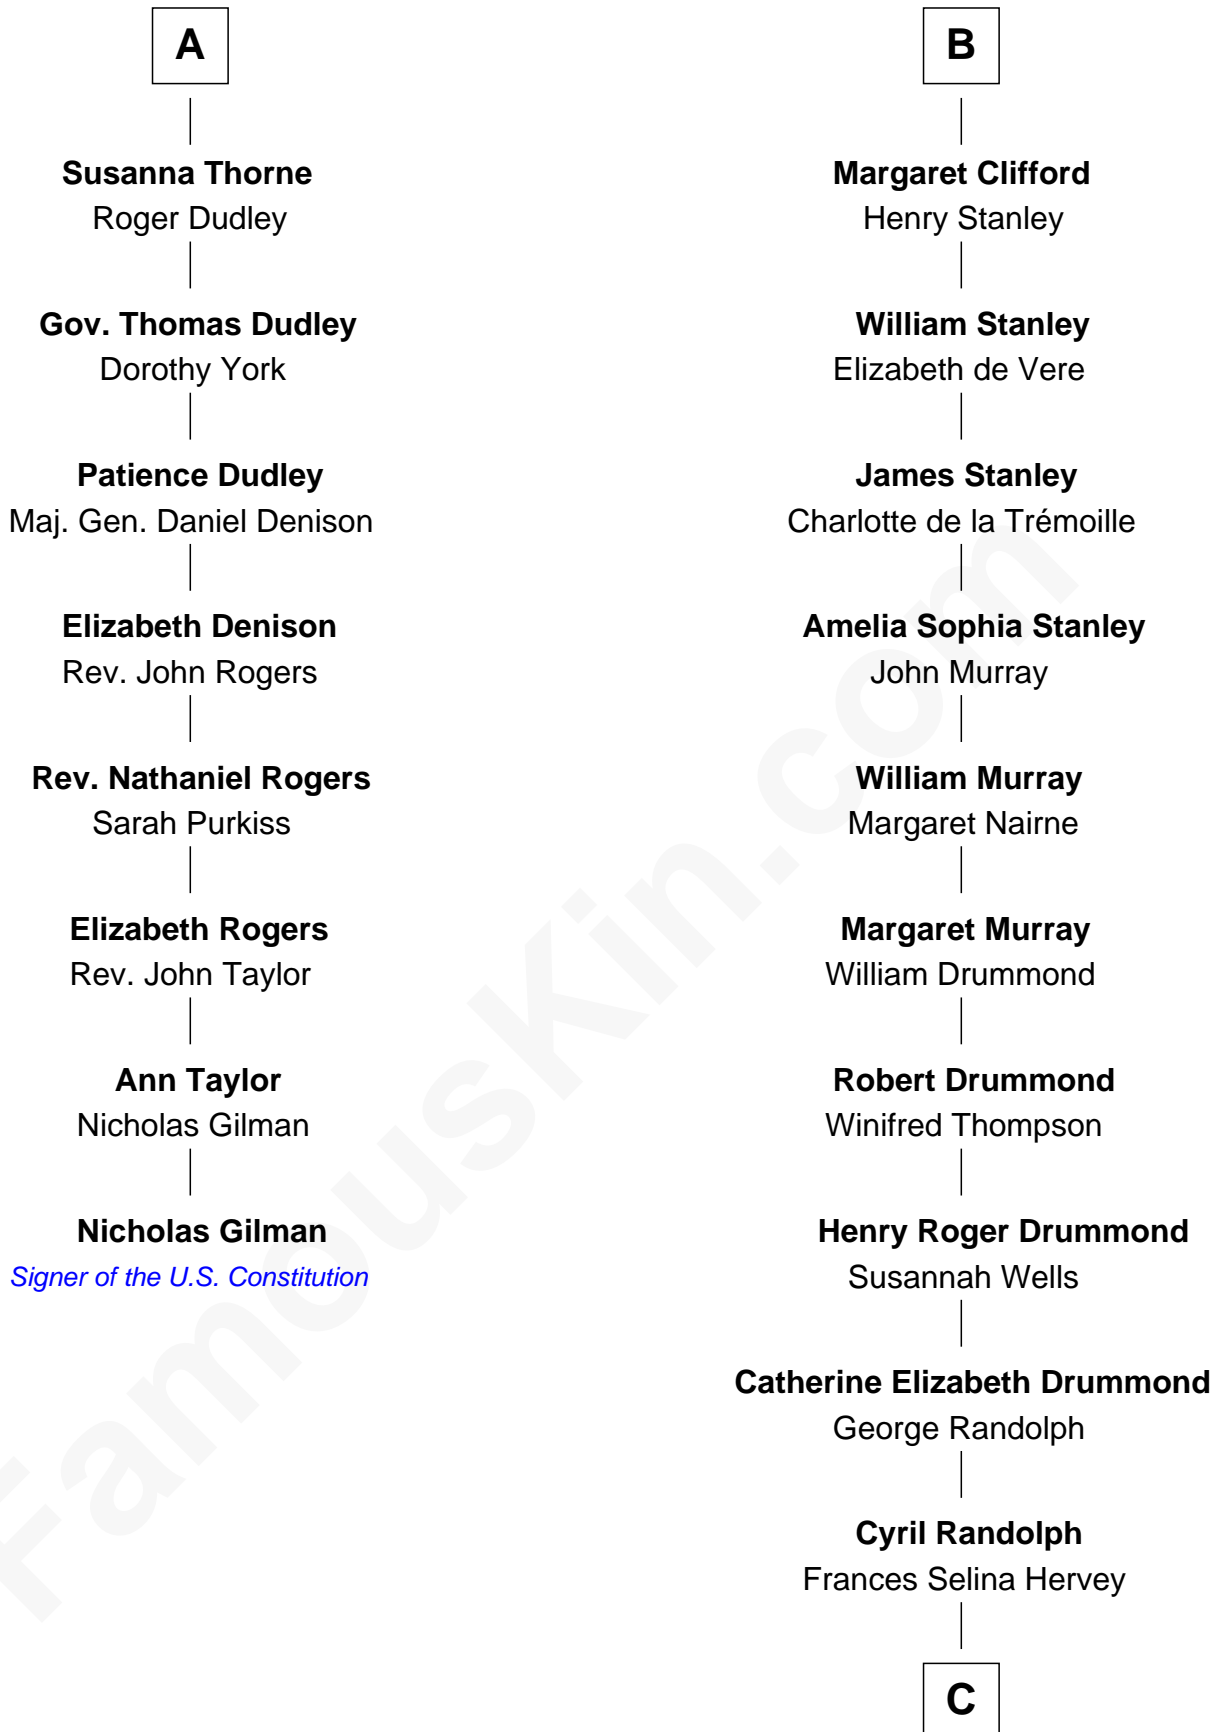 A
Susanna Thorne
Roger Dudley
Gov. Thomas Dudley
Dorothy York
Patience Dudley
Maj. Gen. Daniel Denison
Elizabeth Denison
Rev. John Rogers
Rev. Nathaniel Rogers
Sarah Purkiss
Elizabeth Rogers
Rev. John Taylor
Ann Taylor
Nicholas Gilman
Nicholas Gilman
Signer of the U.S. Constitution
B
Margaret Clifford
Henry Stanley
William Stanley
Elizabeth de Vere
James Stanley
Charlotte de la Trémoille
Amelia Sophia Stanley
John Murray
William Murray
Margaret Nairne
Margaret Murray
William Drummond
Robert Drummond
Winifred Thompson
Henry Roger Drummond
Susannah Wells
Catherine Elizabeth Drummond
George Randolph
Cyril Randolph
Frances Selina Hervey
C
FamousKin.com